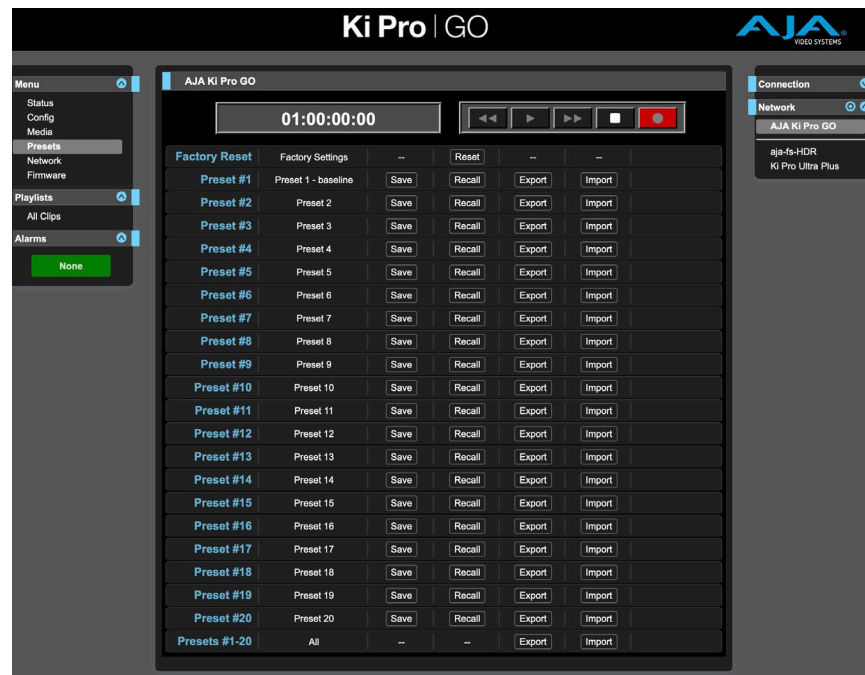 Ki Pro | GO
AJA
VIDEO SYSTEMS
Menu
Status
Config
Media
Presets
Network
Firmware
Playlists
All Clips
Alarms
None
AJA Ki Pro GO
01:00:00:00
Factory Reset Factory Settings -- Reset -- --
Preset #1 Preset 1 - baseline Save Recall Export Import
Preset #2 Preset 2 Save Recall Export Import
Preset #3 Preset 3 Save Recall Export Import
Preset #4 Preset 4 Save Recall Export Import
Preset #5 Preset 5 Save Recall Export Import
Preset #6 Preset 6 Save Recall Export Import
Preset #7 Preset 7 Save Recall Export Import
Preset #8 Preset 8 Save Recall Export Import
Preset #9 Preset 9 Save Recall Export Import
Preset #10 Preset 10 Save Recall Export Import
Preset #11 Preset 11 Save Recall Export Import
Preset #12 Preset 12 Save Recall Export Import
Preset #13 Preset 13 Save Recall Export Import
Preset #14 Preset 14 Save Recall Export Import
Preset #15 Preset 15 Save Recall Export Import
Preset #16 Preset 16 Save Recall Export Import
Preset #17 Preset 17 Save Recall Export Import
Preset #18 Preset 18 Save Recall Export Import
Preset #19 Preset 19 Save Recall Export Import
Preset #20 Preset 20 Save Recall Export Import
Presets #1-20 All -- -- Export Import
Connection
Network
AJA Ki Pro GO
aja-fs-HDR
Ki Pro Ultra Plus